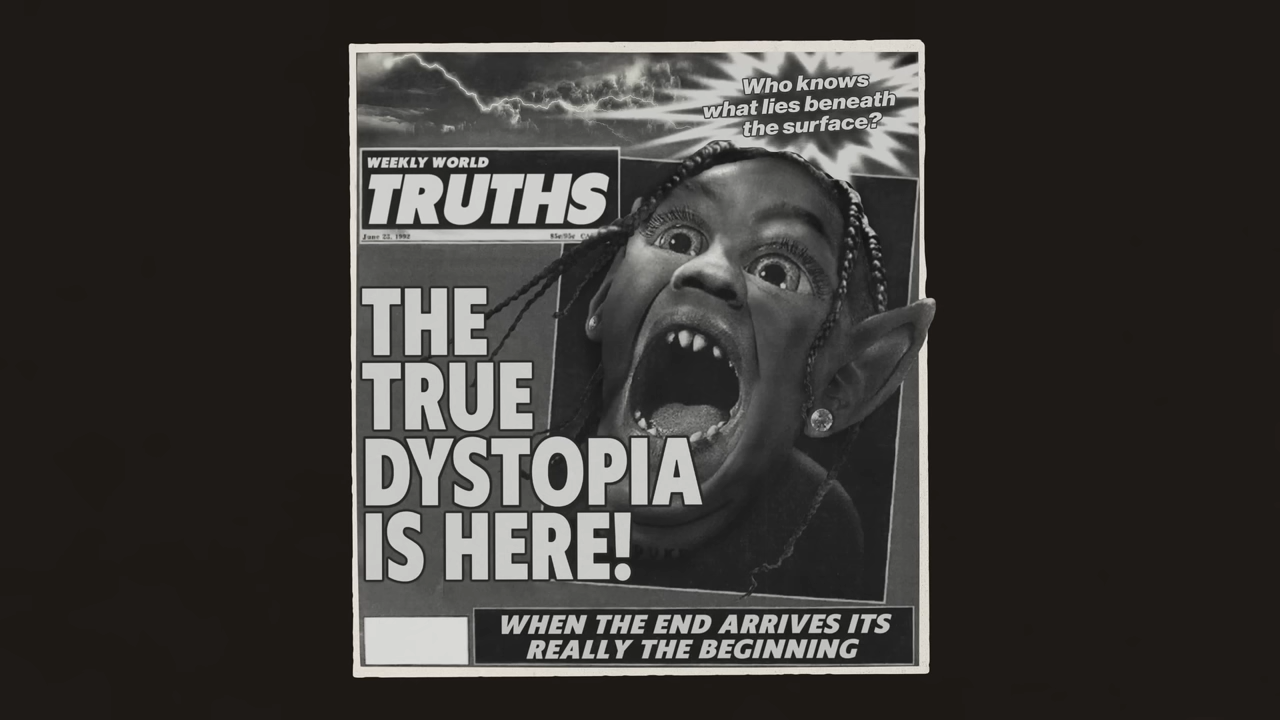 Who knows
what lies beneath
the surface?
WEEKLY WORLD
TRUTHS
June 22, 1992
THE
TRUE
DYSTOPIA
IS HERE!
WHEN THE END ARRIVES ITS
REALLY THE BEGINNING